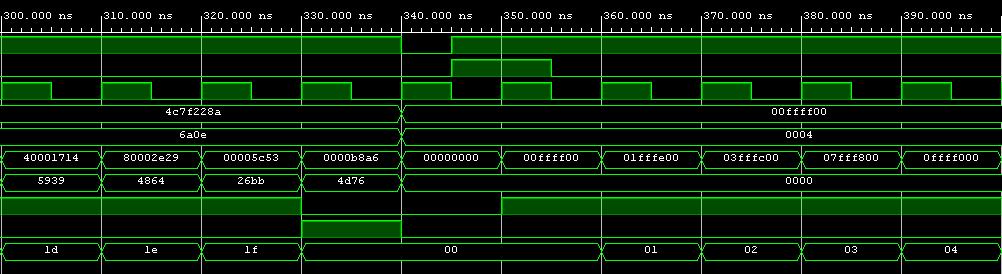 300.000 ns 310.000 ns 320.000 ns 330.000 ns 340.000 ns 350.000 ns 360.000 ns 370.000 ns 380.000 ns 390.000 ns
4c7f228a 00ffff00
6a0e 0004
40001714 80002e29 00005c53 0000b8a6 00000000 00ffff00 01fffe00 03fffc00 07fff800 0ffff000
5939 4864 26bb 4d76 0000
1d 1e 1f 00 01 02 03 04